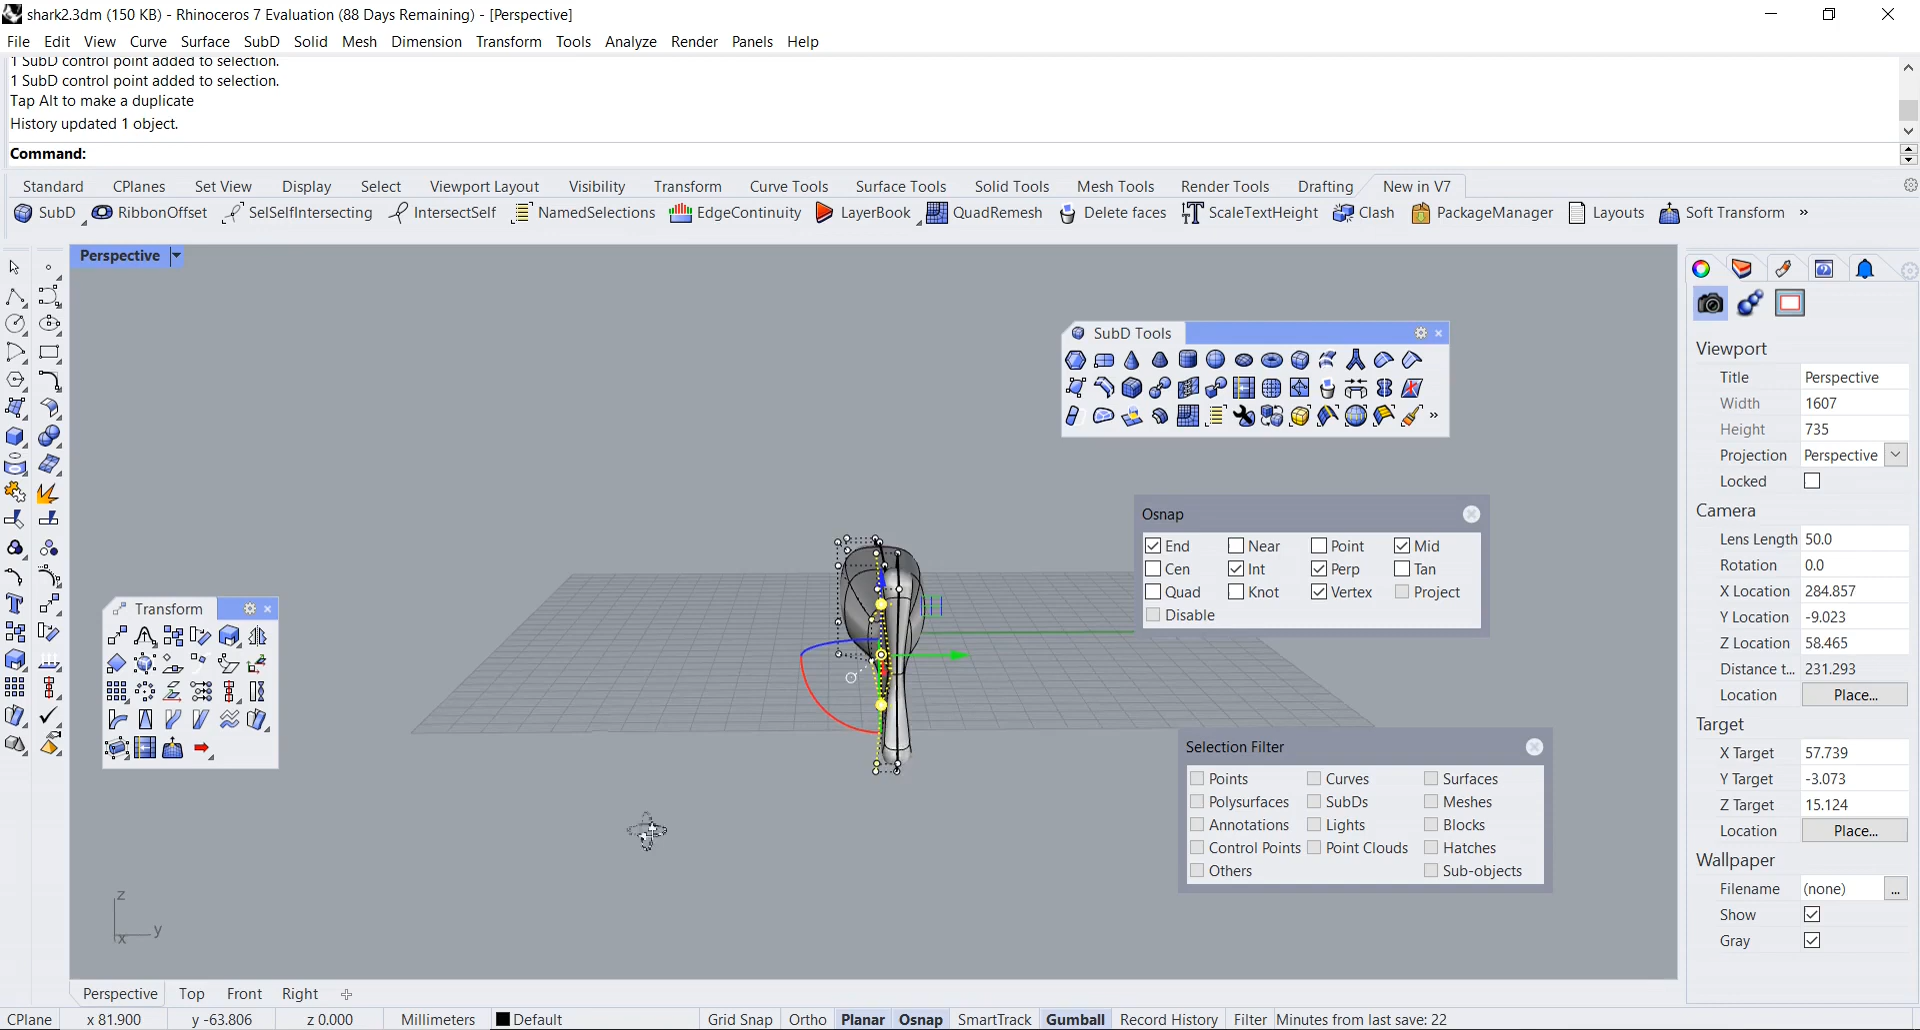 shark2.3dm (150 KB) - Rhinoceros 7 Evaluation (88 Days Remaining) - [Perspective]
File Edit View Curve Surface SubD Solid Mesh Dimension Transform Tools Analyze Render Panels Help
1 SubD control point added to selection.
1 SubD control point added to selection.
Tap Alt to make a duplicate
History updated 1 object.
Command:
Standard CPlanes Set View Display Select Viewport Layout Visibility Transform Curve Tools Surface Tools Solid Tools Mesh Tools Render Tools Drafting New in V7
SubD RibbonOffset SelSelfIntersecting IntersectSelf NamedSelections EdgeContinuity LayerBook QuadRemesh Delete faces ScaleTextHeight Clash PackageManager Layouts Soft Transform »
Perspective
SubD Tools
»
Osnap
End Near Point Mid
Cen Int Perp Tan
Quad Knot Vertex Project
Disable
Transform
Selection Filter
Points Curves Surfaces
Polysurfaces SubDs Meshes
Annotations Lights Blocks
Control Points Point Clouds Hatches
Others Sub-objects
z
x y
Viewport
Title Perspective
Width 1607
Height 735
Projection Perspective
Locked
Camera
Lens Length 50.0
Rotation 0.0
X Location 284.857
Y Location -9.023
Z Location 58.465
Distance t... 231.293
Location Place...
Target
X Target 57.739
Y Target -3.073
Z Target 15.124
Location Place...
Wallpaper
Filename (none) ...
Show
Gray
Perspective Top Front Right
CPlane x 81.900 y -63.806 z 0.000 Millimeters Default Grid Snap Ortho Planar Osnap SmartTrack Gumball Record History Filter Minutes from last save: 22